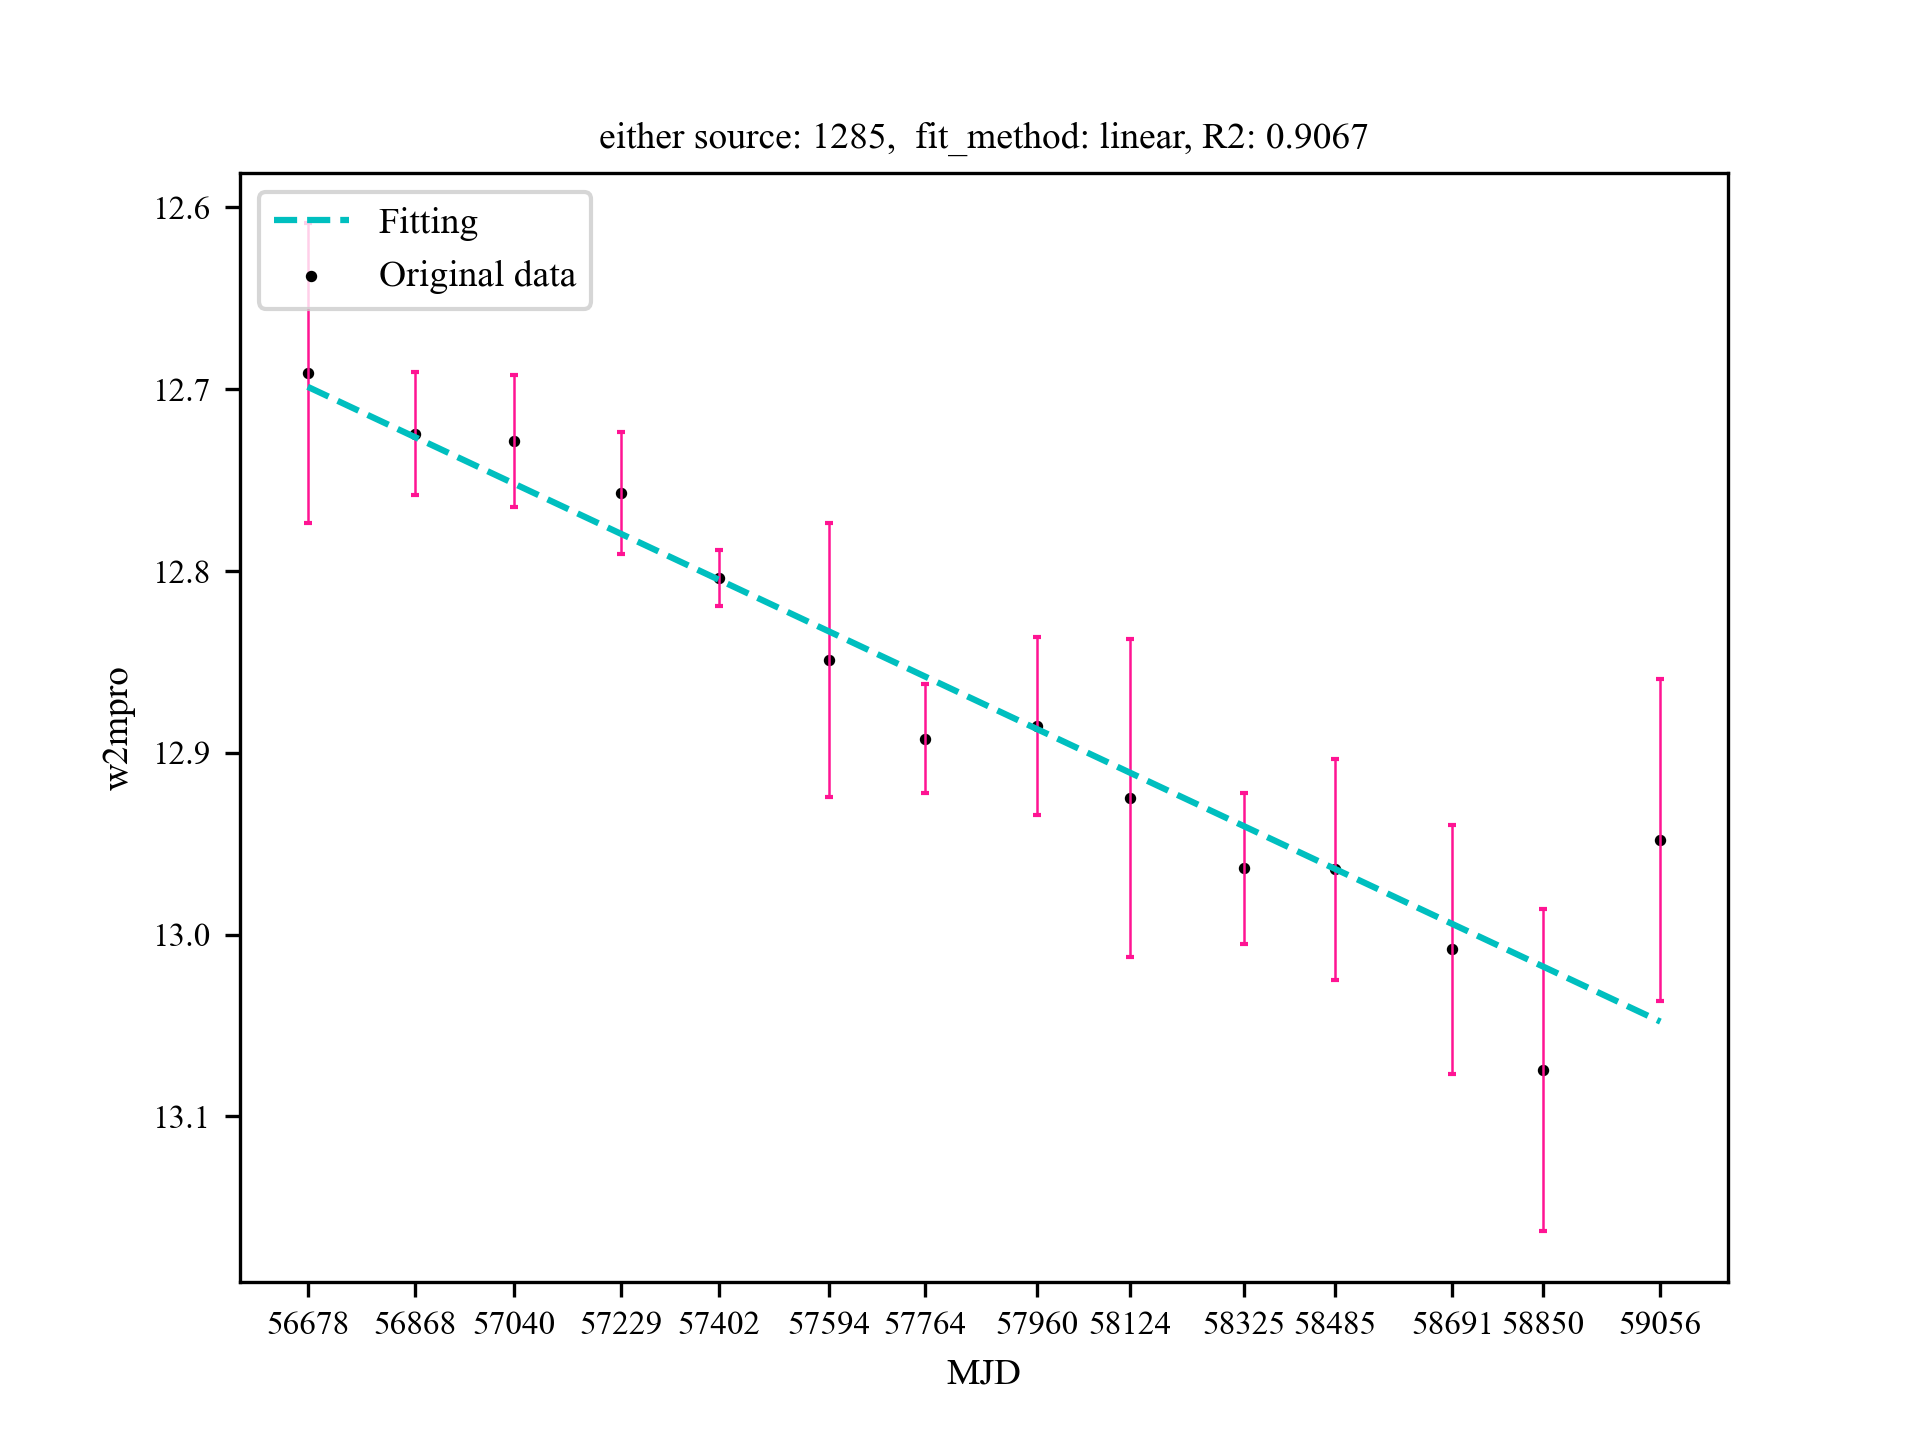 either source: 1285,  fit_method: linear, R2: 0.9067
Fitting
Original data
12.6
12.7
12.8
12.9
13.0
13.1
w2mpro
56678 56868 57040 57229 57402 57594 57764 57960 58124 58325 58485 58691 58850 59056
MJD